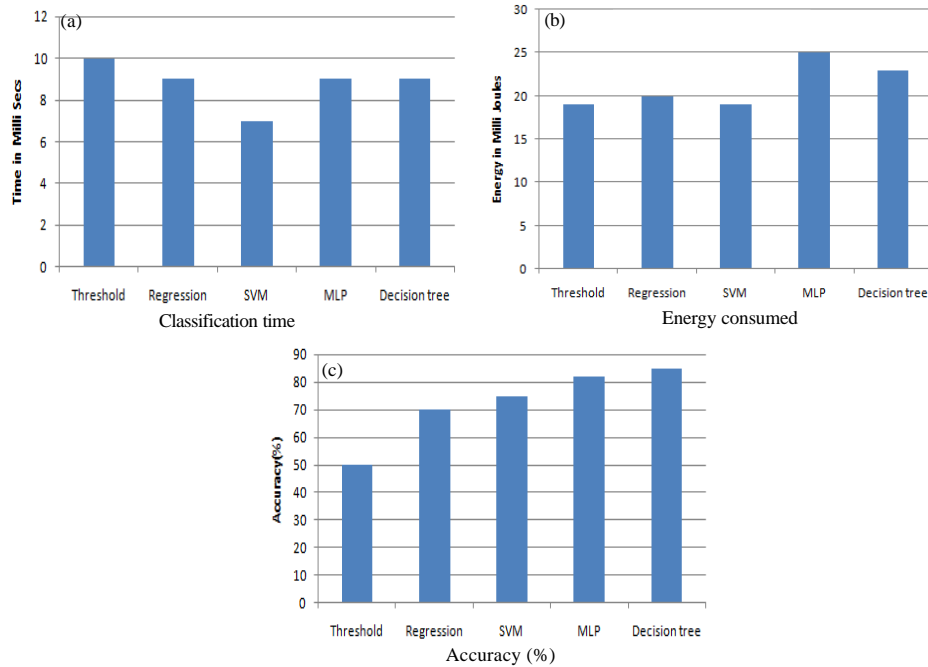 (a)
12
10
8
6
4
2
0
Time in Milli Secs
Threshold Regression SVM MLP Decision tree
Classification time
(b)
30
25
20
15
10
5
0
Energy in Milli Joules
Threshold Regression SVM MLP Decision tree
Energy consumed
(c)
90
80
70
60
50
40
30
20
10
0
Accuracy(%)
Threshold Regression SVM MLP Decision tree
Accuracy (%)